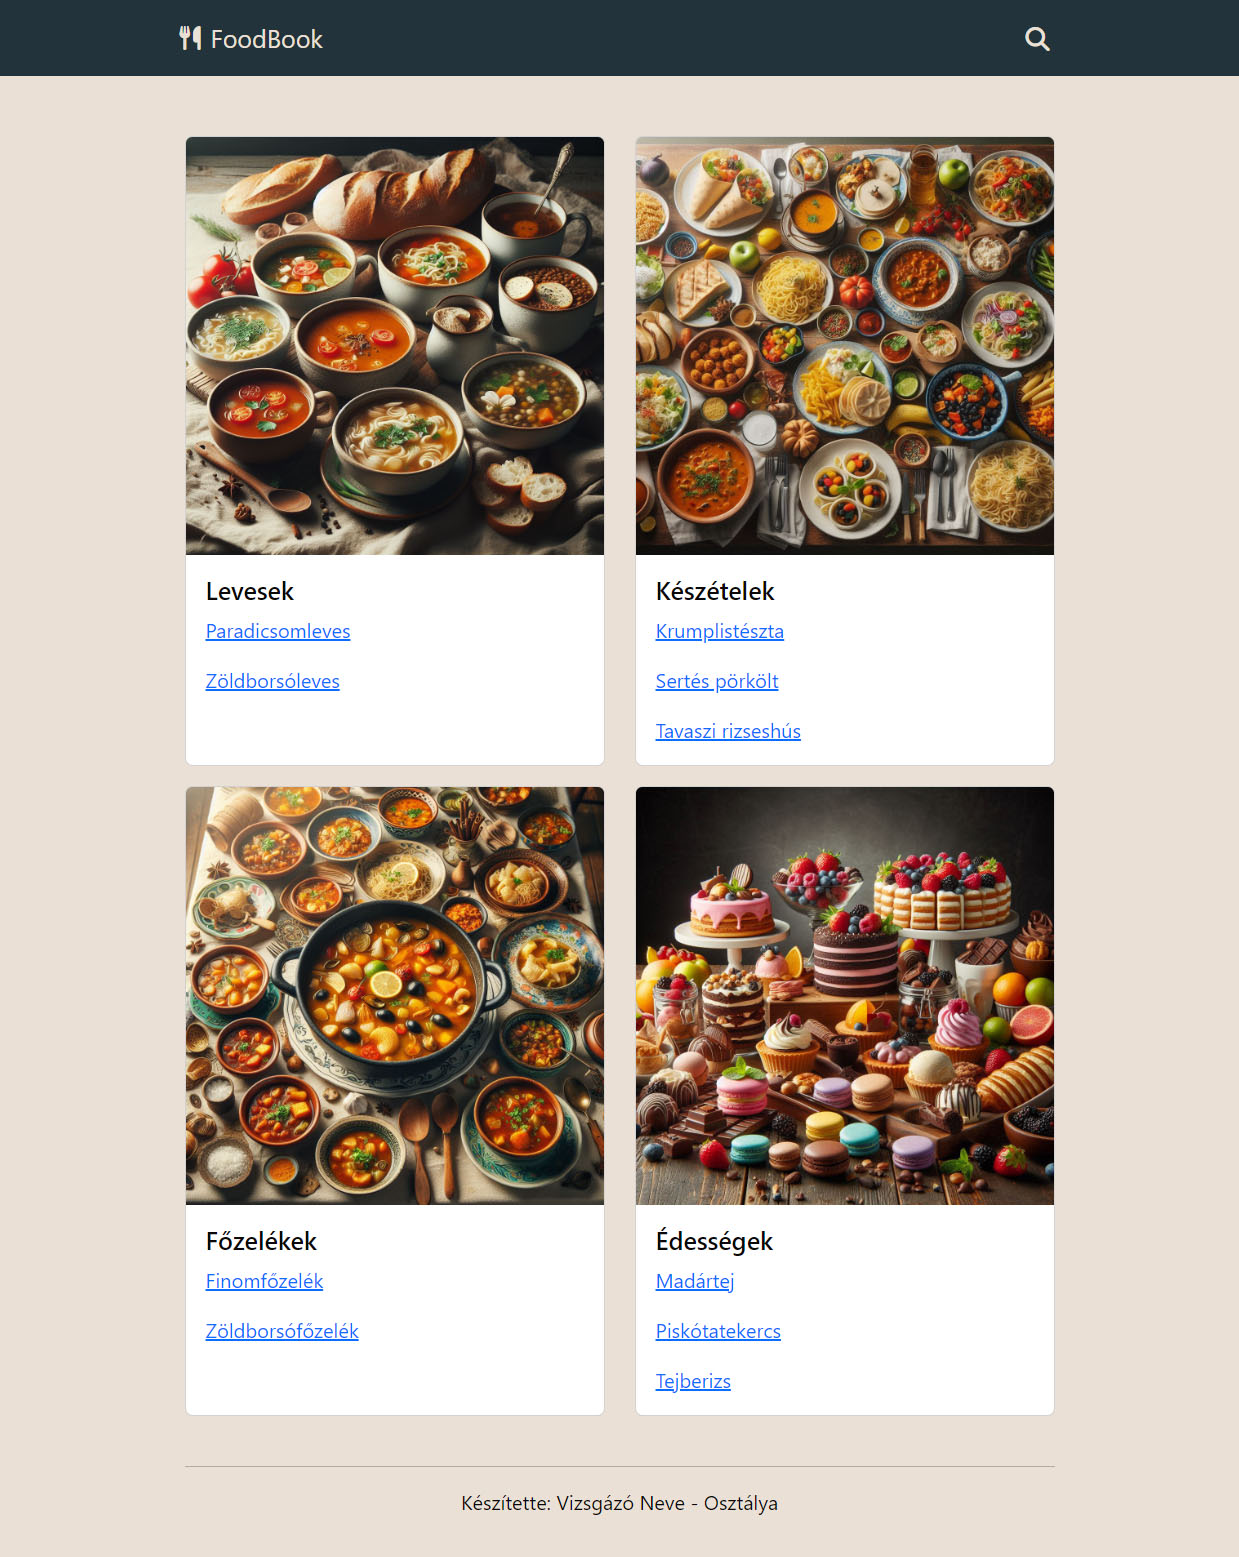 FoodBook
Levesek
Paradicsomleves
Zöldborsóleves
Készételek
Krumplistészta
Sertés pörkölt
Tavaszi rizseshús
Főzelékek
Finomfőzelék
Zöldborsófőzelék
Édességek
Madártej
Piskótatekercs
Tejberizs
Készítette: Vizsgázó Neve - Osztálya